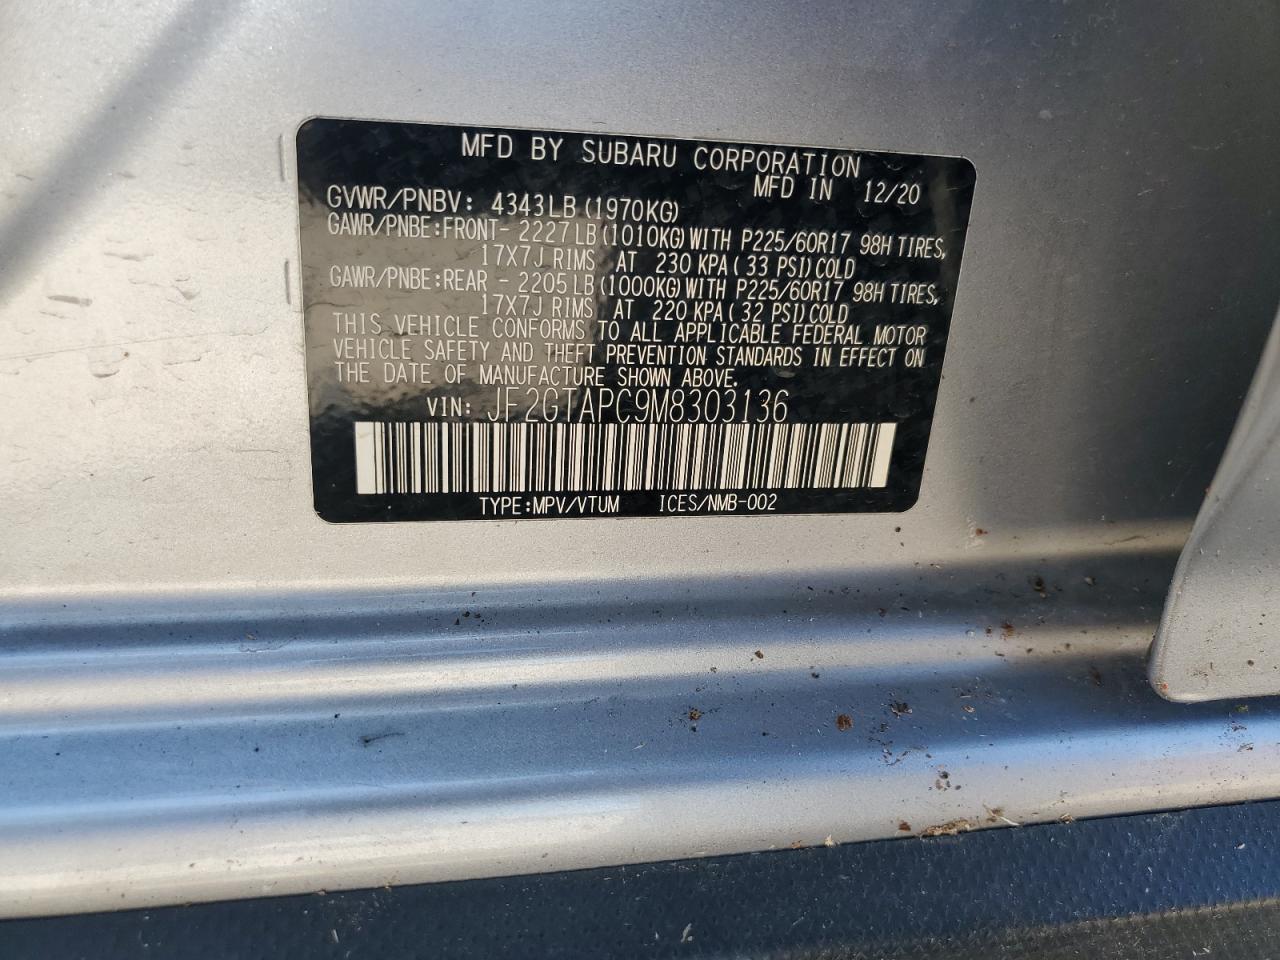 MFD BY SUBARU CORPORATION
MFD IN 12/20
GVWR/PNBV: 4343LB (1970KG)
GAWR/PNBE:FRONT- 2227LB (1010KG) WITH P225/60R17 98H TIRES,
17X7J RIMS AT 230 KPA ( 33 PSI) COLD
GAWR/PNBE:REAR - 2205LB (1000KG) WITH P225/60R17 98H TIRES,
17X7J RIMS AT 220 KPA ( 32 PSI) COLD
THIS VEHICLE CONFORMS TO ALL APPLICABLE FEDERAL MOTOR
VEHICLE SAFETY AND THEFT PREVENTION STANDARDS IN EFFECT ON
THE DATE OF MANUFACTURE SHOWN ABOVE.
VIN: JF2GTAPC9M8303136
TYPE:MPV/VTUM ICES/NMB-002